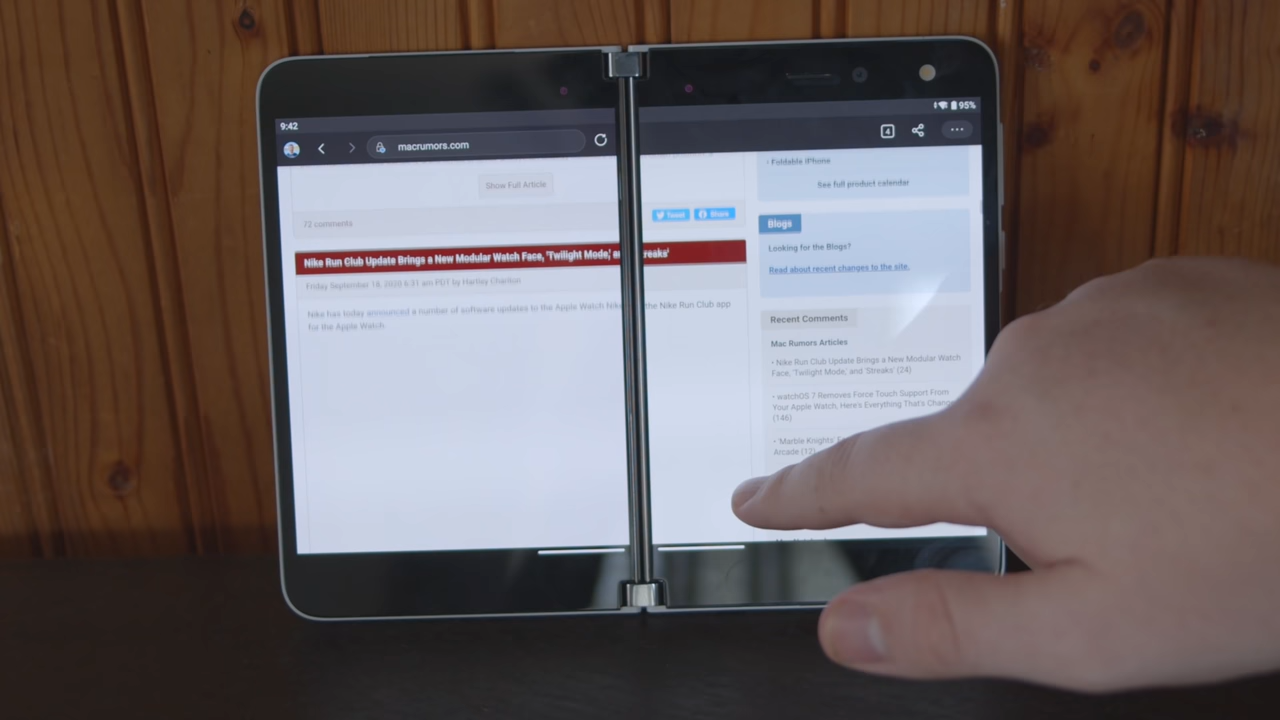 9:42
95%
macrumors.com
4
Show Full Article
72 comments
Tweet
Share
Nike Run Club Update Brings a New Modular Watch Face, 'Twilight Mode,' Streaks'
Friday September 18, 2020 6:31 am PDT by Hartley Charlton
Nike has today announced a number of software updates to the Apple Watch Nike the Nike Run Club app
for the Apple Watch.
• Foldable iPhone
See full product calendar
Blogs
Looking for the Blogs?
Read about recent changes to the site.
Recent Comments
Mac Rumors Articles
• Nike Run Club Update Brings a New Modular Watch
Face, 'Twilight Mode,' and 'Streaks' (24)
• watchOS 7 Removes Force Touch Support From
Your Apple Watch, Here's Everything That's Chang
(146)
• 'Marble Knights'
Arcade (12)